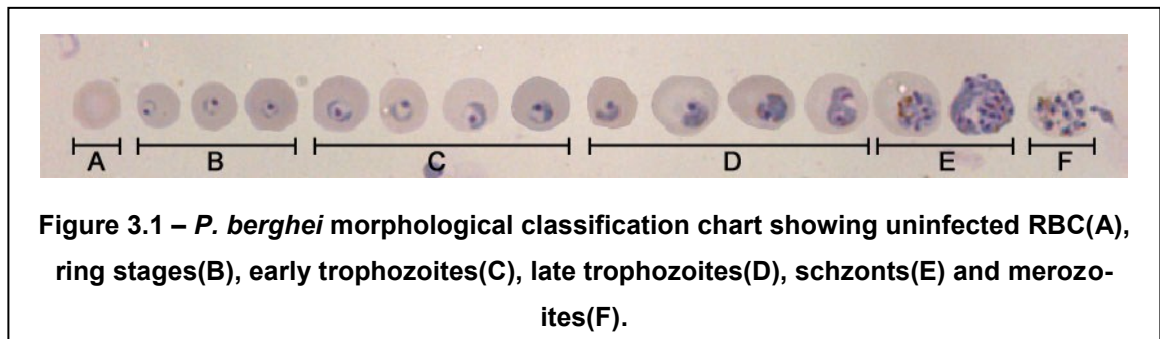 A B C D E F
Figure 3.1 – P. berghei morphological classification chart showing uninfected RBC(A),
ring stages(B), early trophozoites(C), late trophozoites(D), schzonts(E) and merozo-
ites(F).